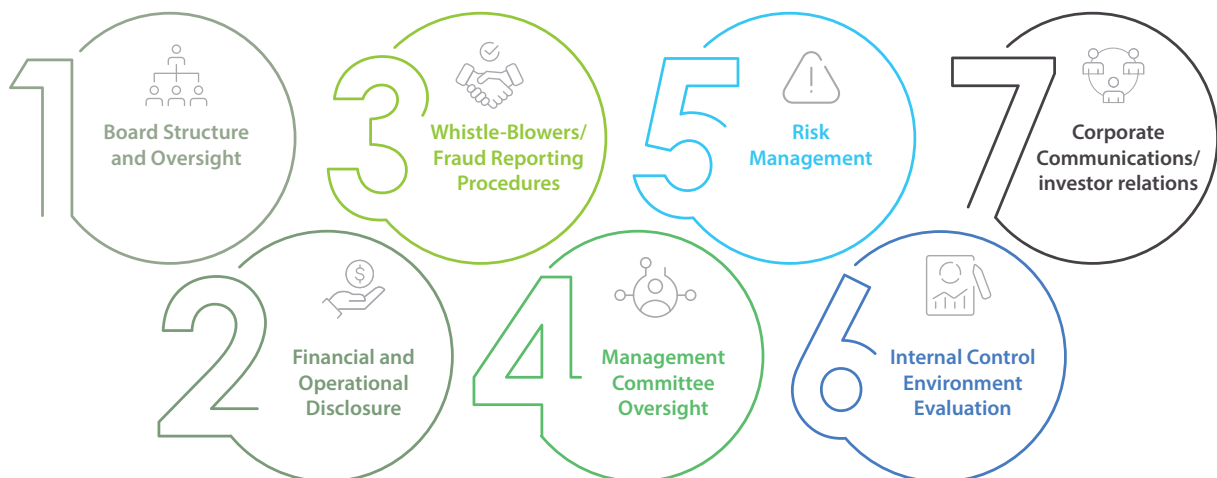 1
Board Structure
and Oversight
2
Financial and
Operational
Disclosure
$
3
Whistle-Blowers/
Fraud Reporting
Procedures
4
Management
Committee
Oversight
5
!
Risk
Management
6
Internal Control
Environment
Evaluation
7
Corporate
Communications/
investor relations